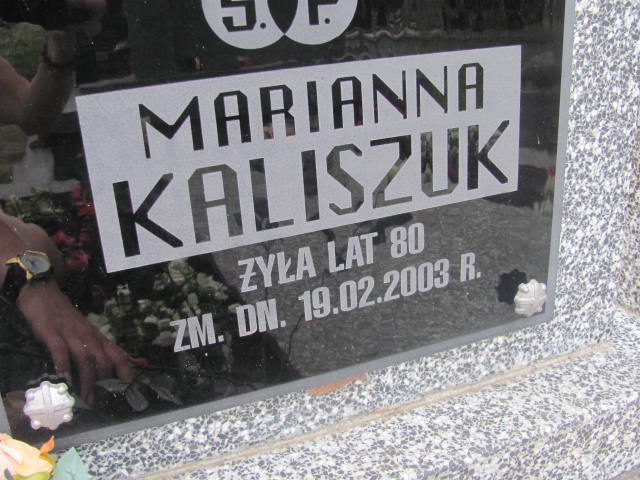 Ś. P.
MARIANNA
KALISZUK
ŻYŁA LAT 80
ZM. DN. 19.02.2003 R.